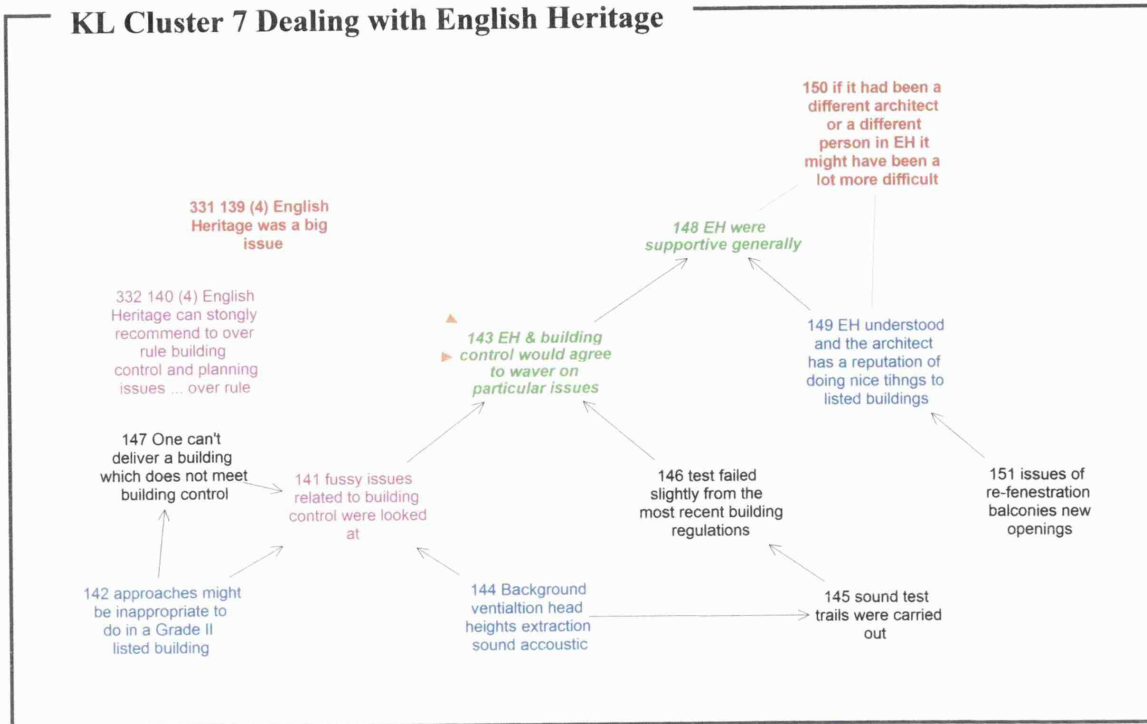 KL Cluster 7 Dealing with English Heritage
150 if it had been a
different architect
or a different
person in EH it
might have been a
lot more difficult
331 139 (4) English
Heritage was a big
issue
148 EH were
supportive generally
332 140 (4) English
Heritage can stongly
recommend to over
rule building
control and planning
issues ... over rule
143 EH & building
control would agree
to waver on
particular issues
149 EH understood
and the architect
has a reputation of
doing nice tihngs to
listed buildings
147 One can't
deliver a building
which does not meet
building control
141 fussy issues
related to building
control were looked
at
146 test failed
slightly from the
most recent building
regulations
151 issues of
re-fenestration
balconies new
openings
142 approaches might
be inappropriate to
do in a Grade II
listed building
144 Background
ventialtion head
heights extraction
sound accoustic
145 sound test
trails were carried
out